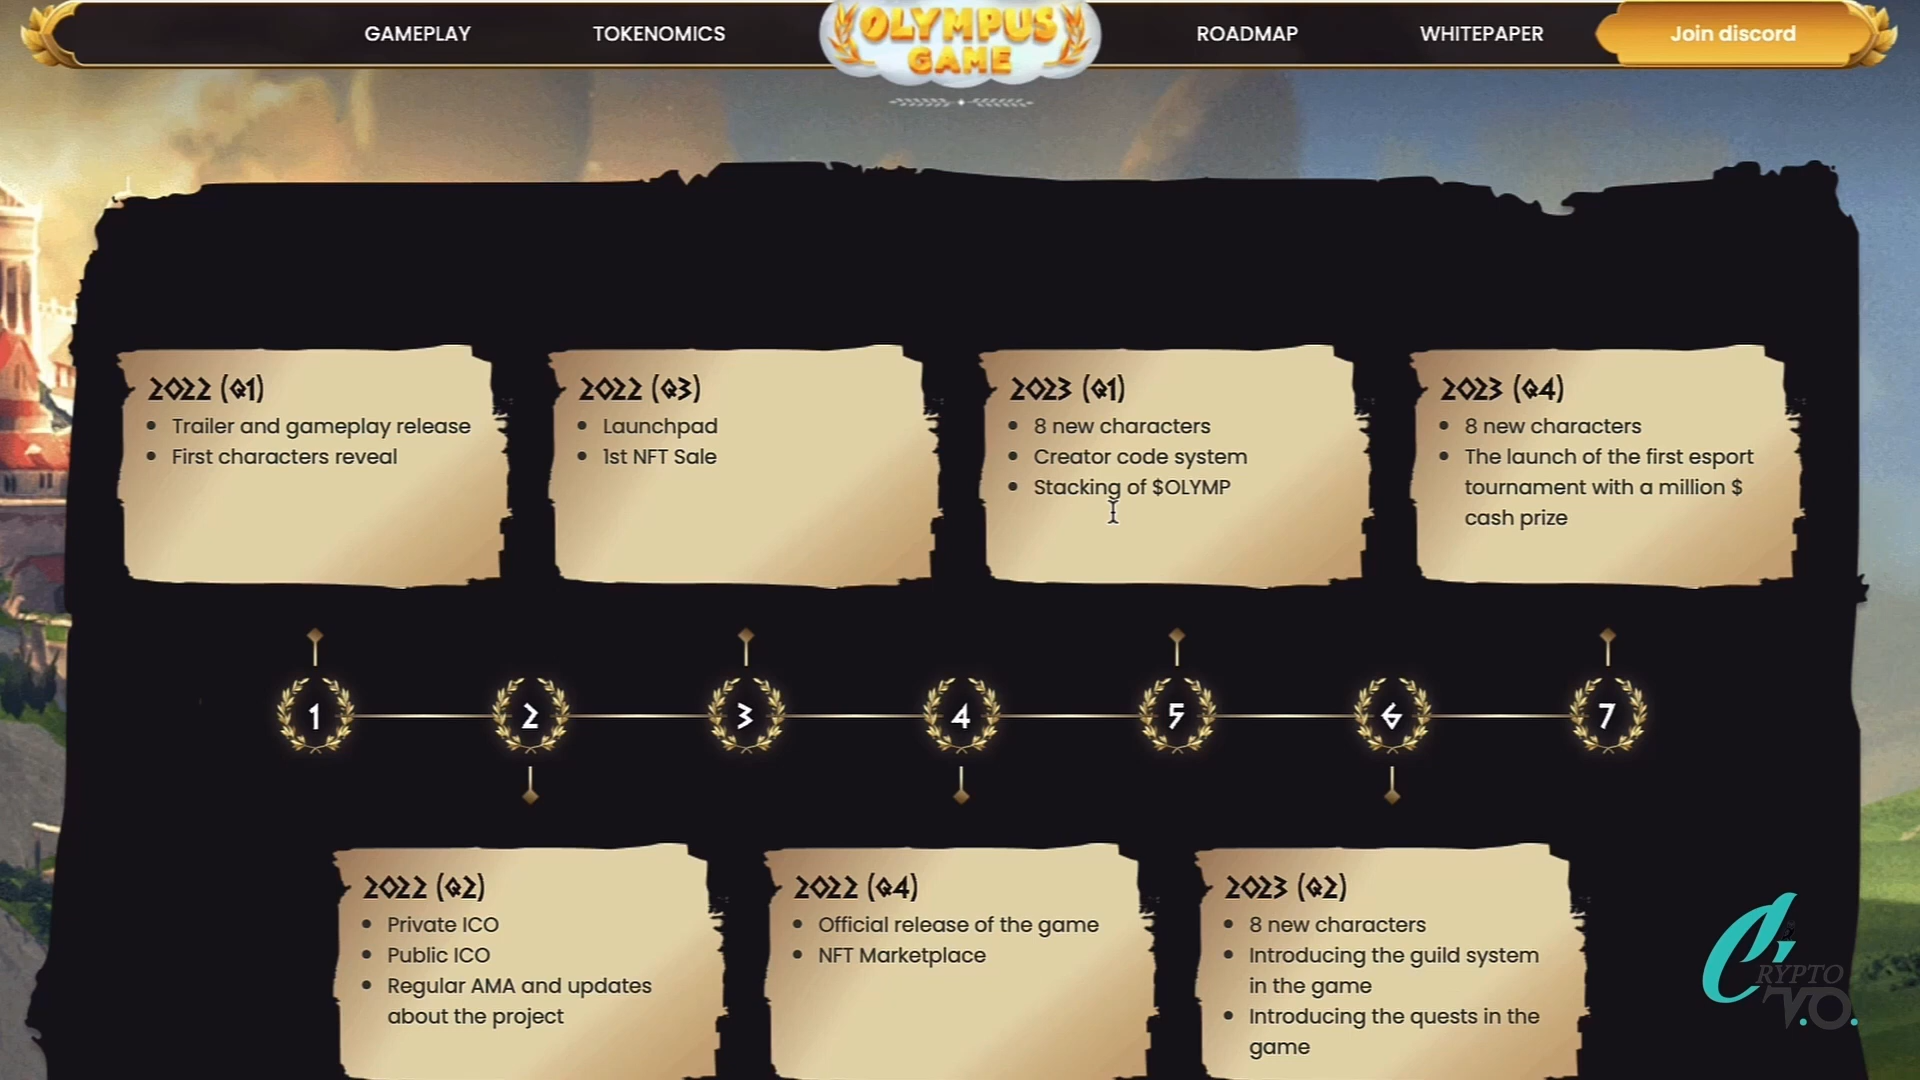 GAMEPLAY
TOKENOMICS
OLYMPUS
GAME
ROADMAP
WHITEPAPER
Join discord
2022 (Q1)
• Trailer and gameplay release
• First characters reveal
2022 (Q3)
• Launchpad
• 1st NFT Sale
2023 (Q1)
• 8 new characters
• Creator code system
• Stacking of $OLYMP
2023 (Q4)
• 8 new characters
• The launch of the first esport
tournament with a million $
cash prize
1
2
3
4
5
6
7
2022 (Q2)
• Private ICO
• Public ICO
• Regular AMA and updates
about the project
2022 (Q4)
• Official release of the game
• NFT Marketplace
2023 (Q2)
• 8 new characters
• Introducing the guild system
in the game
• Introducing the quests in the
game
CRYPTO
V.O.